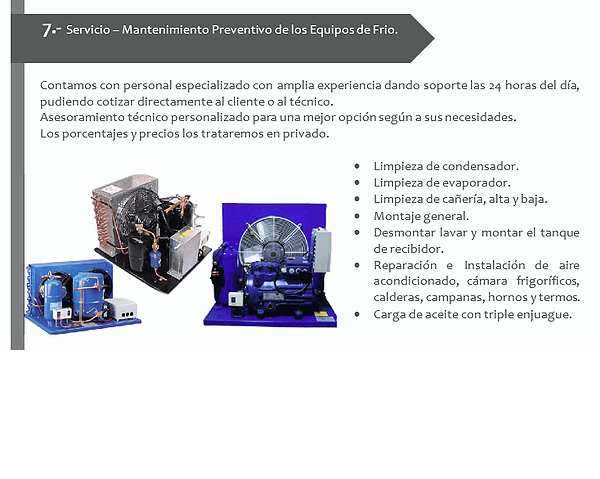 7.- Servicio – Mantenimiento Preventivo de los Equipos de Frio.
Contamos con personal especializado con amplia experiencia dando soporte las 24 horas del día,
pudiendo cotizar directamente al cliente o al técnico.
Asesoramiento técnico personalizado para una mejor opción según a sus necesidades.
Los porcentajes y precios los trataremos en privado.
• Limpieza de condensador.
• Limpieza de evaporador.
• Limpieza de cañería, alta y baja.
• Montaje general.
• Desmontar lavar y montar el tanque
de recibidor.
• Reparación e Instalación de aire
acondicionado, cámara frigoríficos,
calderas, campanas, hornos y termos.
• Carga de aceite con triple enjuague.